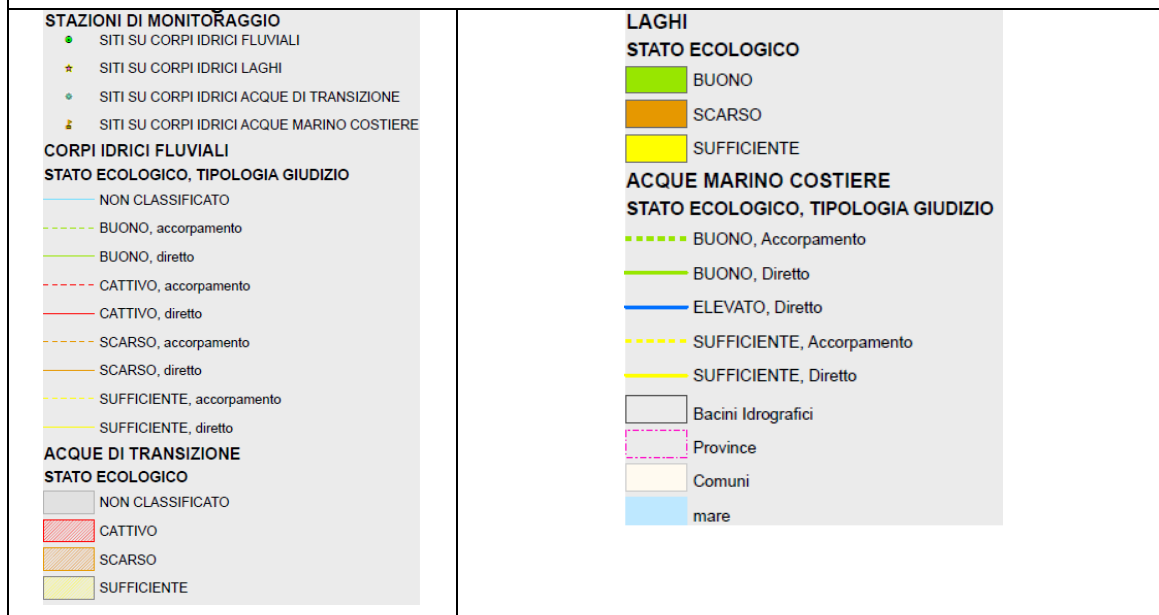 STAZIONI DI MONITORAGGIO
SITI SU CORPI IDRICI FLUVIALI
SITI SU CORPI IDRICI LAGHI
SITI SU CORPI IDRICI ACQUE DI TRANSIZIONE
SITI SU CORPI IDRICI ACQUE MARINO COSTIERE
CORPI IDRICI FLUVIALI
STATO ECOLOGICO, TIPOLOGIA GIUDIZIO
NON CLASSIFICATO
BUONO, accorpamento
BUONO, diretto
CATTIVO, accorpamento
CATTIVO, diretto
SCARSO, accorpamento
SCARSO, diretto
SUFFICIENTE, accorpamento
SUFFICIENTE, diretto
ACQUE DI TRANSIZIONE
STATO ECOLOGICO
NON CLASSIFICATO
CATTIVO
SCARSO
SUFFICIENTE
LAGHI
STATO ECOLOGICO
BUONO
SCARSO
SUFFICIENTE
ACQUE MARINO COSTIERE
STATO ECOLOGICO, TIPOLOGIA GIUDIZIO
BUONO, Accorpamento
BUONO, Diretto
ELEVATO, Diretto
SUFFICIENTE, Accorpamento
SUFFICIENTE, Diretto
Bacini Idrografici
Province
Comuni
mare